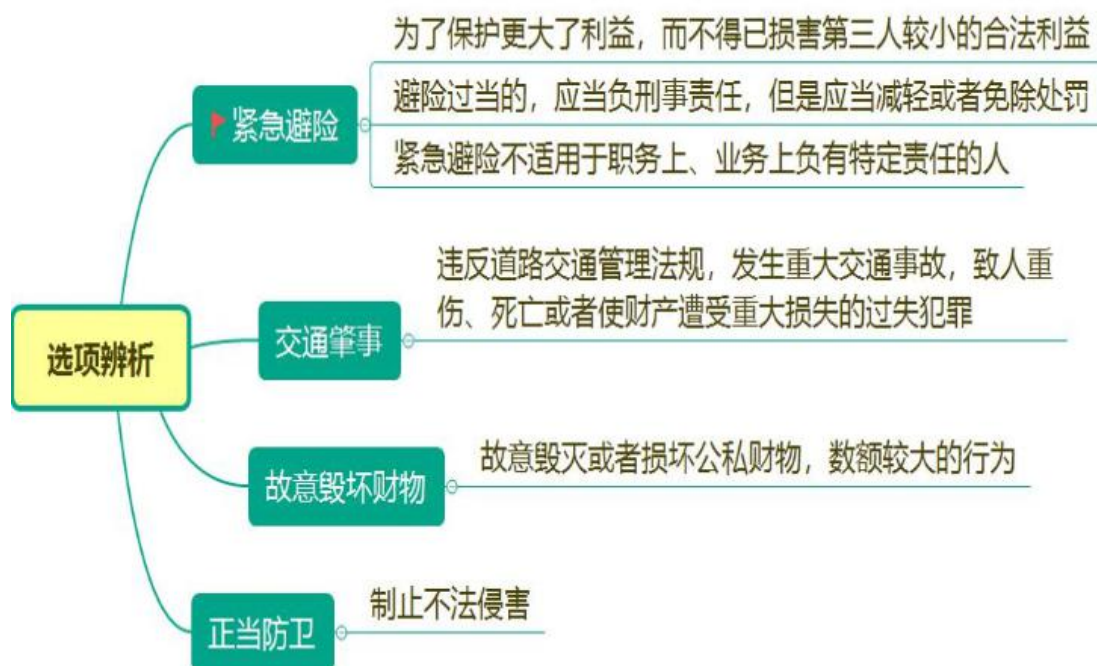 为了保护更大了利益，而不得已损害第三人较小的合法利益
避险过当的，应当负刑事责任，但是应当减轻或者免除处罚
紧急避险
紧急避险不适用于职务上、业务上负有特定责任的人
违反道路交通管理法规，发生重大交通事故，致人重
伤、死亡或者使财产遭受重大损失的过失犯罪
交通肇事
选项辨析
故意毁灭或者损坏公私财物，数额较大的行为
故意毁坏财物
制止不法侵害
正当防卫